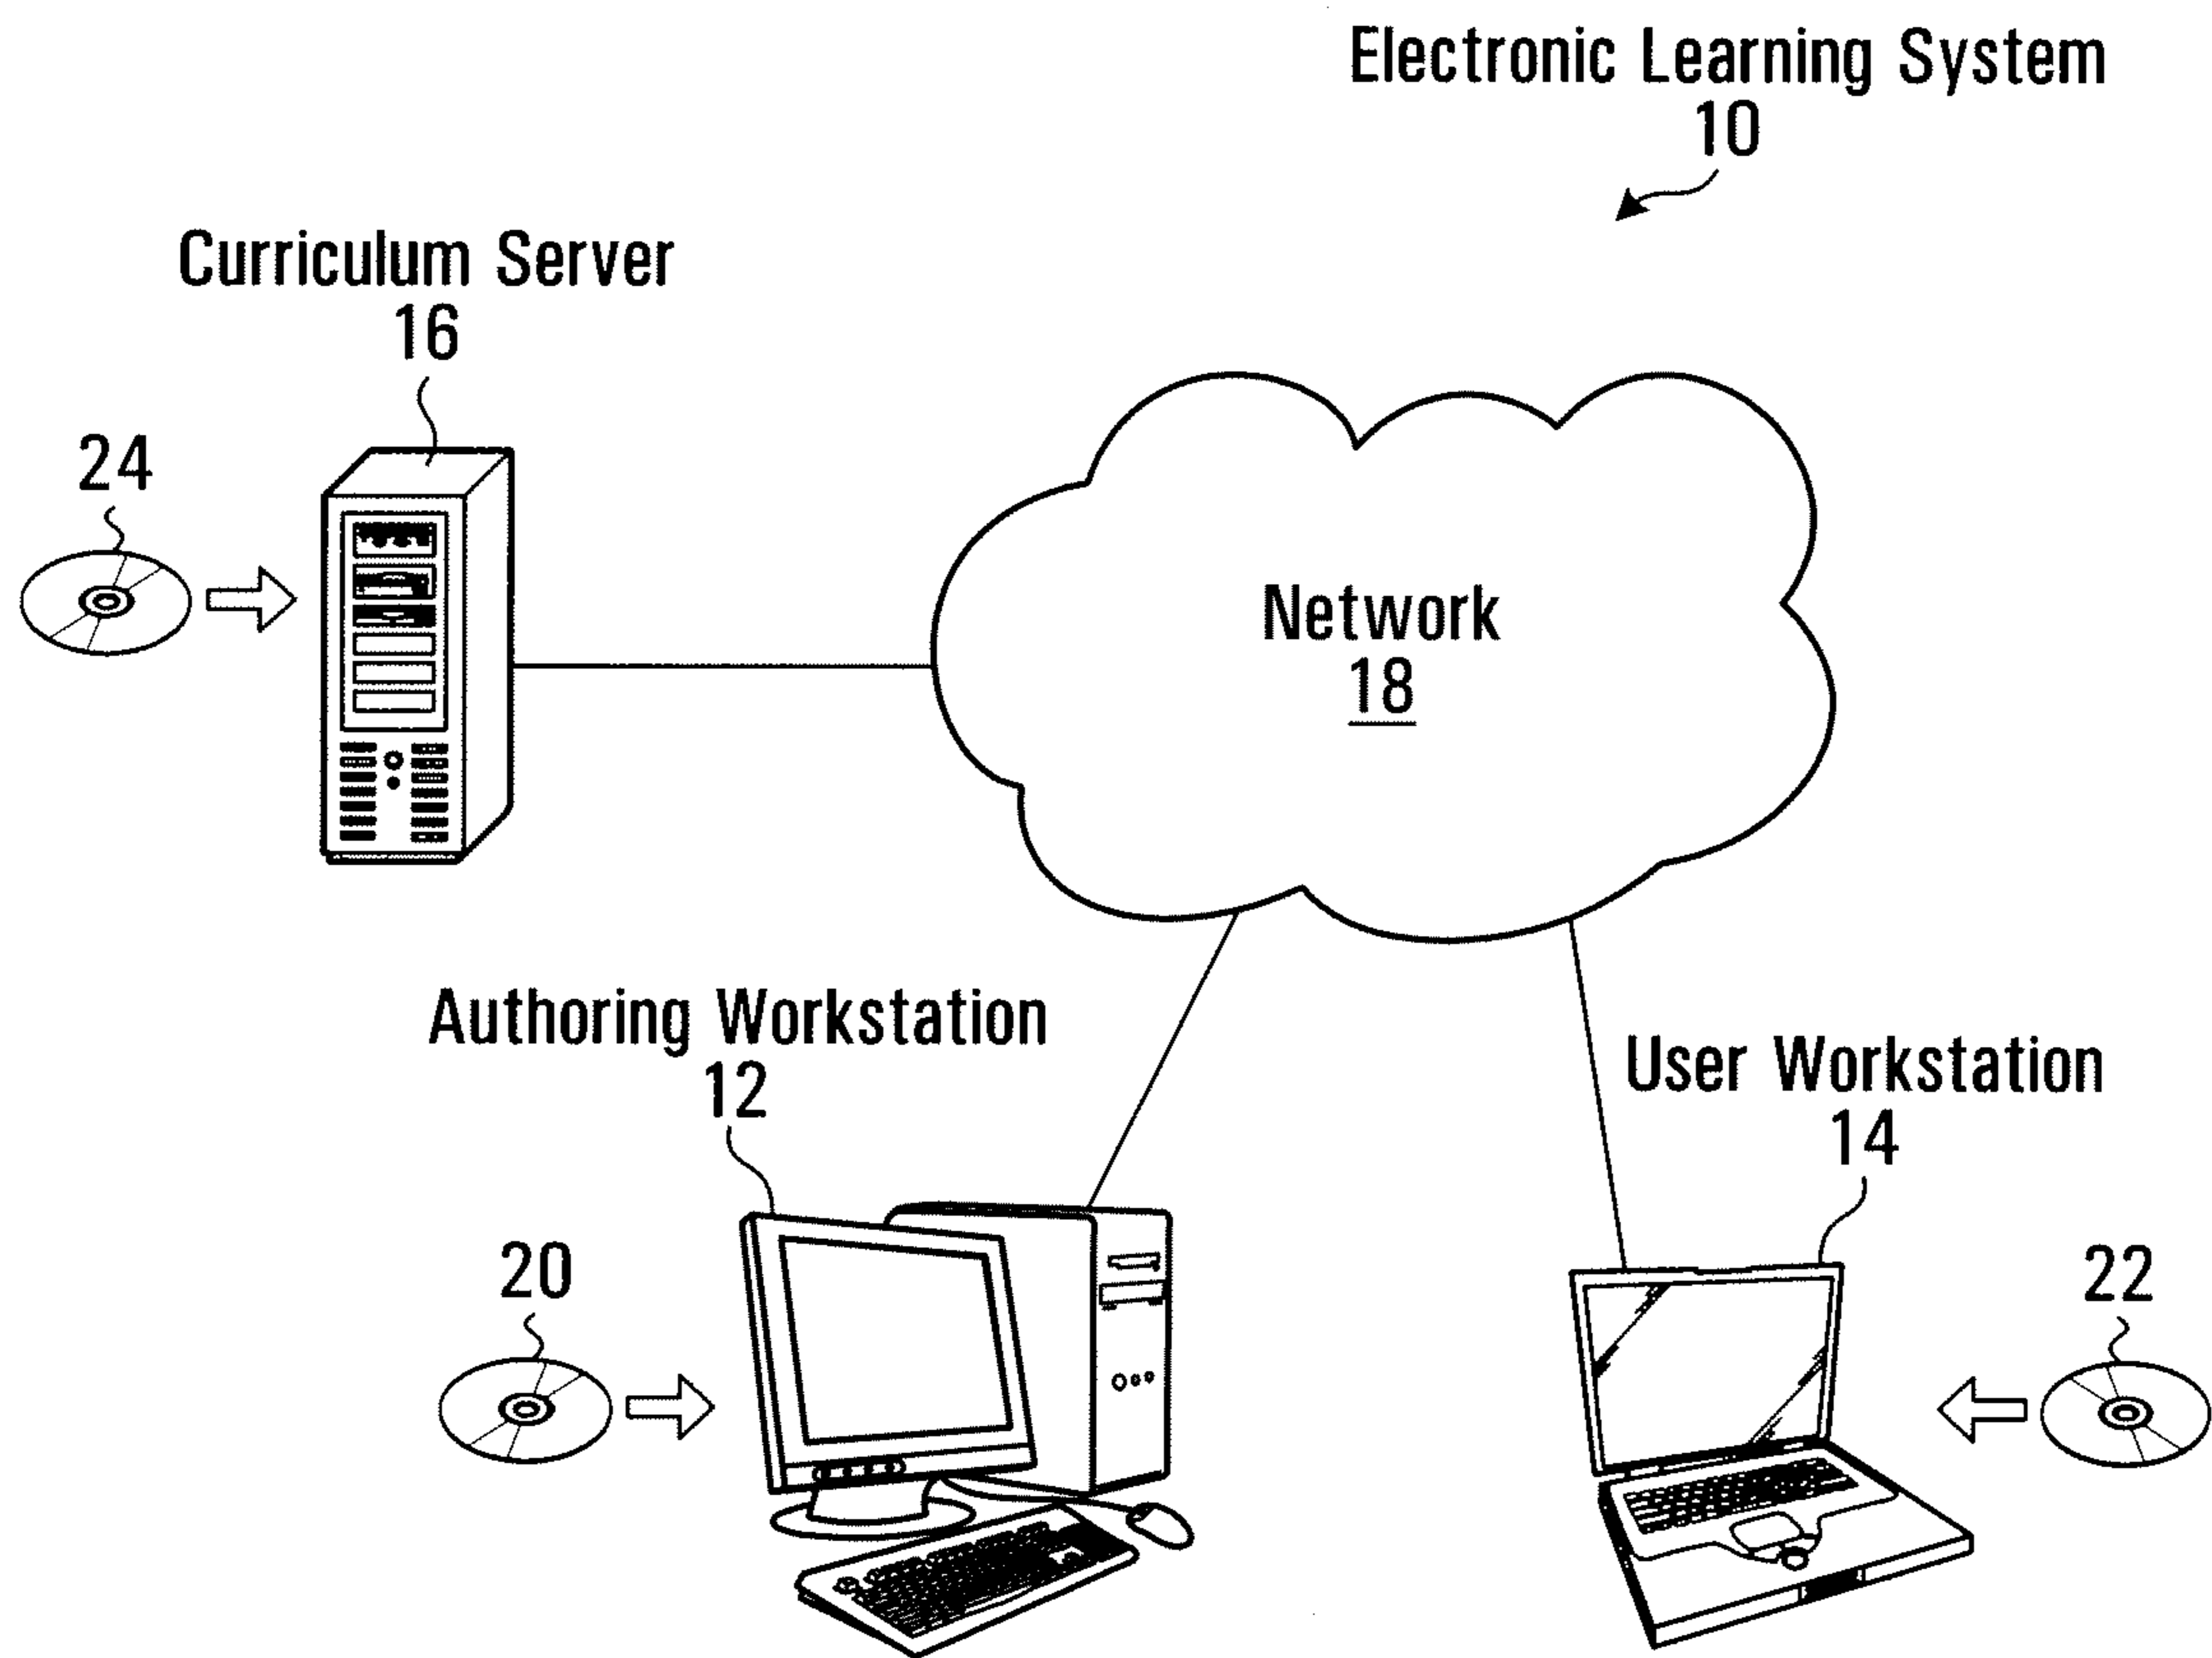 Electronic Learning System
10
Curriculum Server
16
24
Network
18
Authoring Workstation
12
User Workstation
14
20
22